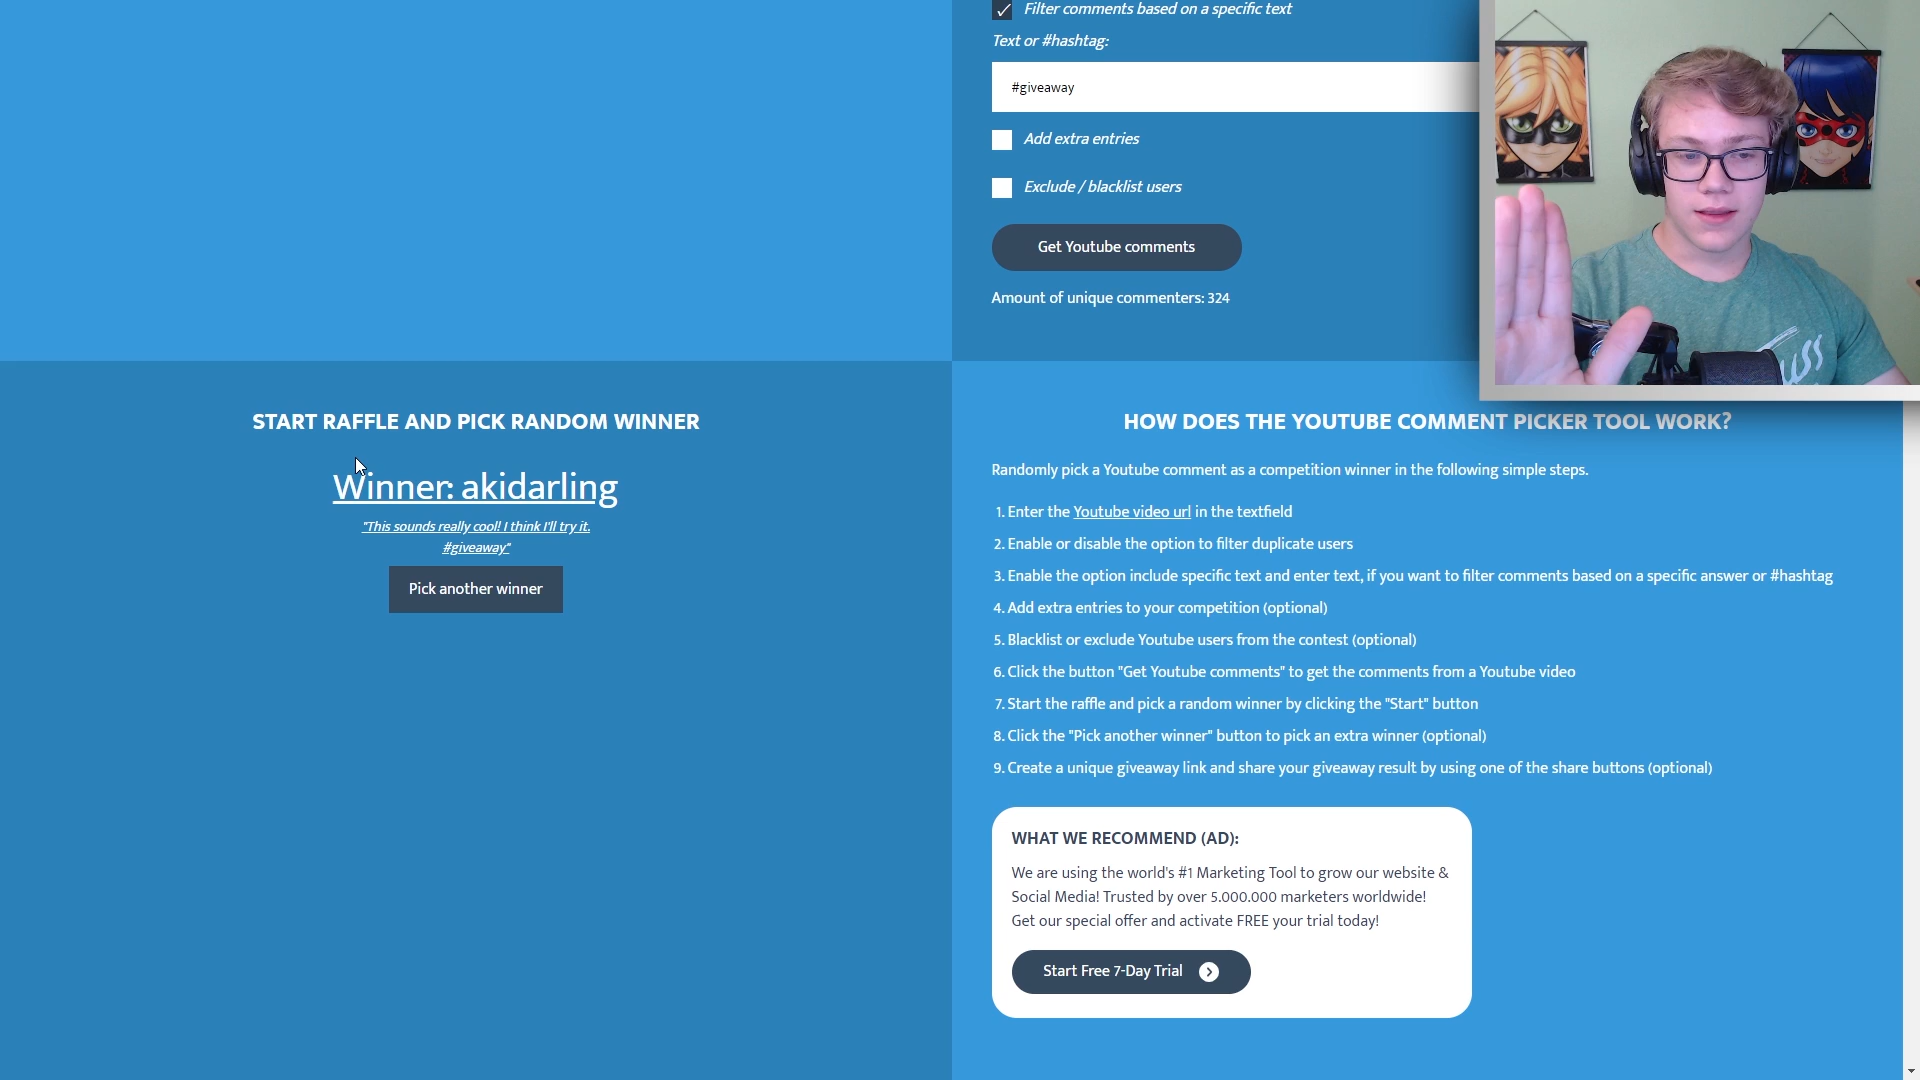 Filter comments based on a specific text
Text or #hashtag:
#giveaway
Add extra entries
Exclude / blacklist users
Get Youtube comments
Amount of unique commenters: 324
START RAFFLE AND PICK RANDOM WINNER
Winner: akidarling
"This sounds really cool! I think I'll try it.
#giveaway"
Pick another winner
HOW DOES THE YOUTUBE COMMENT PICKER TOOL WORK?
Randomly pick a Youtube comment as a competition winner in the following simple steps.
1. Enter the Youtube video url in the textfield
2. Enable or disable the option to filter duplicate users
3. Enable the option include specific text and enter text, if you want to filter comments based on a specific answer or #hashtag
4. Add extra entries to your competition (optional)
5. Blacklist or exclude Youtube users from the contest (optional)
6. Click the button "Get Youtube comments" to get the comments from a Youtube video
7. Start the raffle and pick a random winner by clicking the "Start" button
8. Click the "Pick another winner" button to pick an extra winner (optional)
9. Create a unique giveaway link and share your giveaway result by using one of the share buttons (optional)
WHAT WE RECOMMEND (AD):
We are using the world's #1 Marketing Tool to grow our website &
Social Media! Trusted by over 5.000.000 marketers worldwide!
Get our special offer and activate FREE your trial today!
Start Free 7-Day Trial